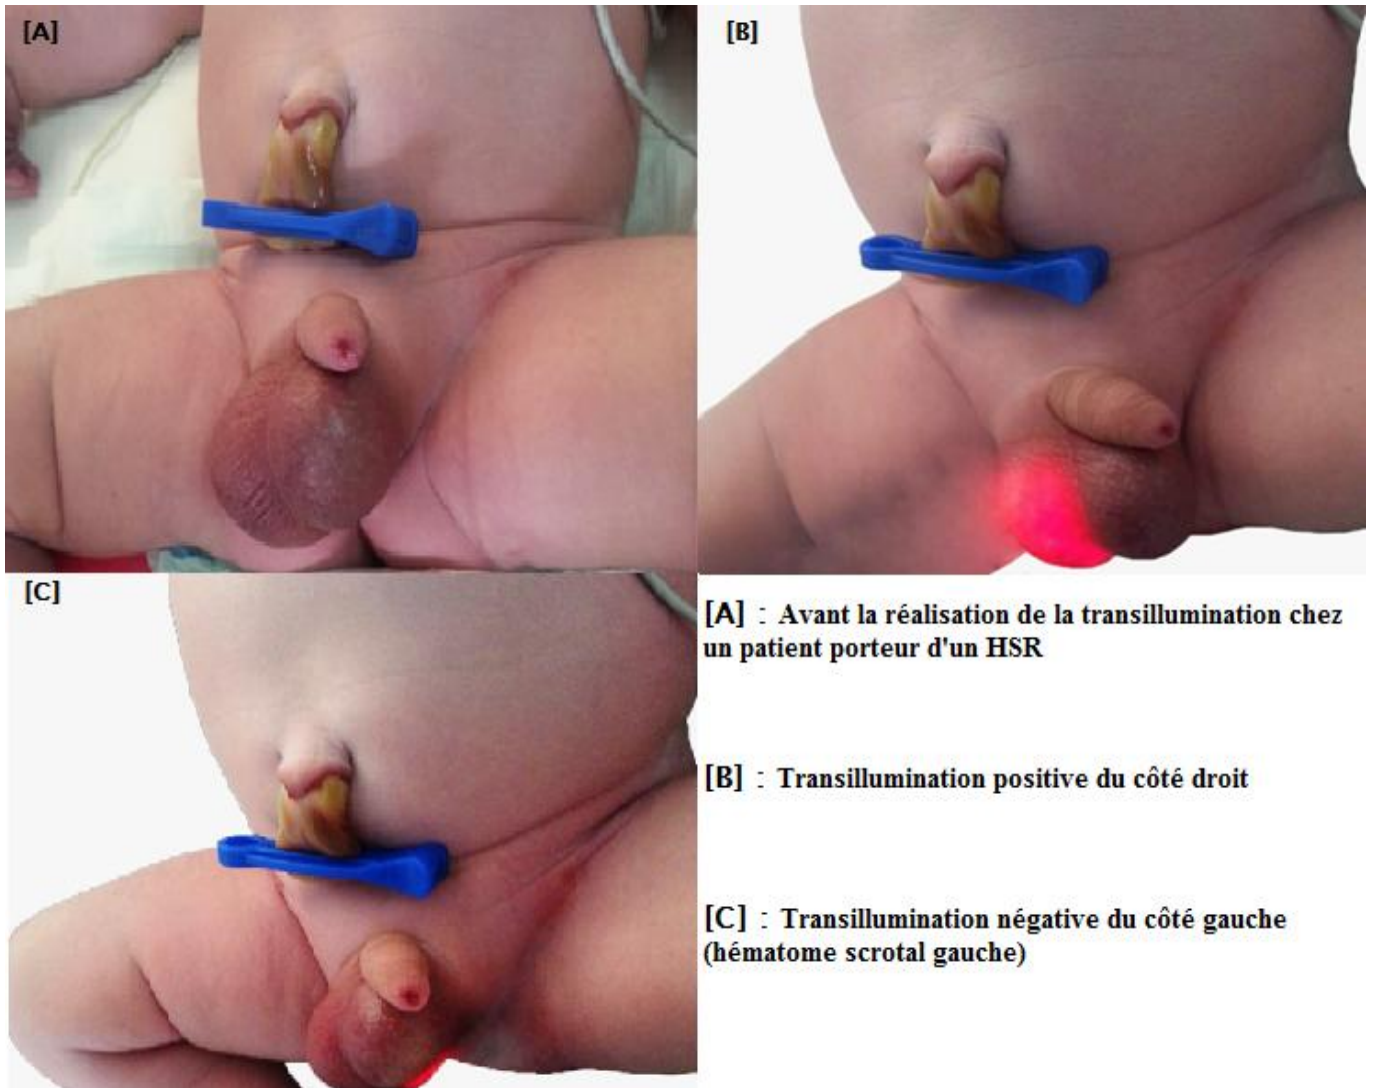 [A]
[B]
[C]
[A] : Avant la réalisation de la transillumination chez
un patient porteur d'un HSR
[B] : Transillumination positive du côté droit
[C] : Transillumination négative du côté gauche
(hématome scrotal gauche)